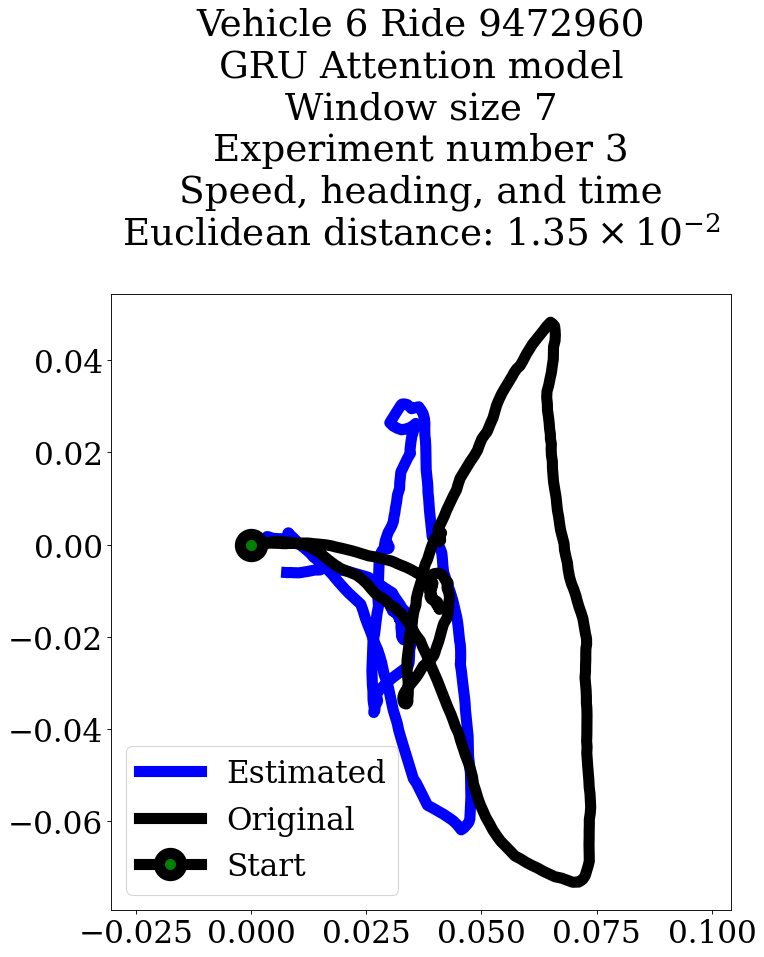 Vehicle 6 Ride 9472960
GRU Attention model
Window size 7
Experiment number 3
Speed, heading, and time
Euclidean distance: 1.35 × 10⁻²
0.04
0.02
0.00
−0.02
−0.04
−0.06
Estimated
Original
Start
−0.025 0.000 0.025 0.050 0.075 0.100